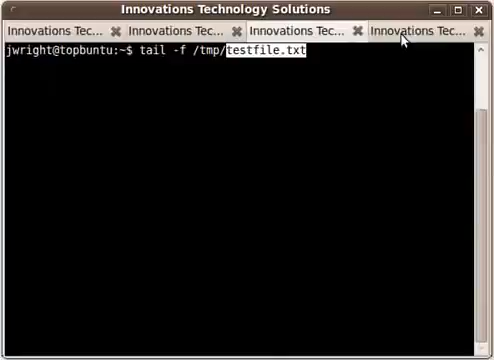 Innovations Technology Solutions
Innovations Tec... Innovations Tec... Innovations Tec... Innovations Tec...
jwright@topbuntu:~$ tail -f /tmp/testfile.txt